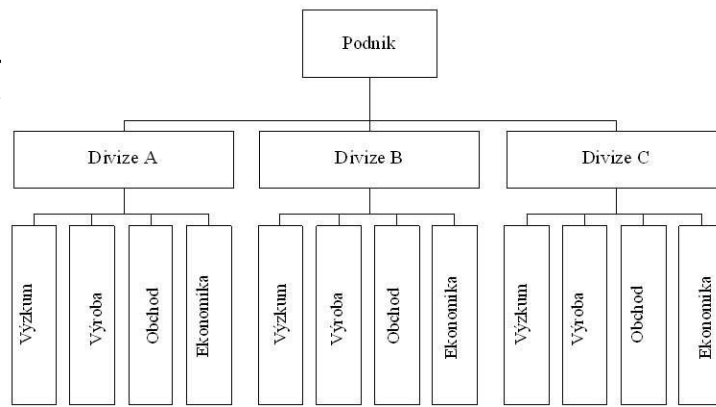 Podnik
Divize A
Divize B
Divize C
Výzkum
Výroba
Obchod
Ekonomika
Výzkum
Výroba
Obchod
Ekonomika
Výzkum
Výroba
Obchod
Ekonomika